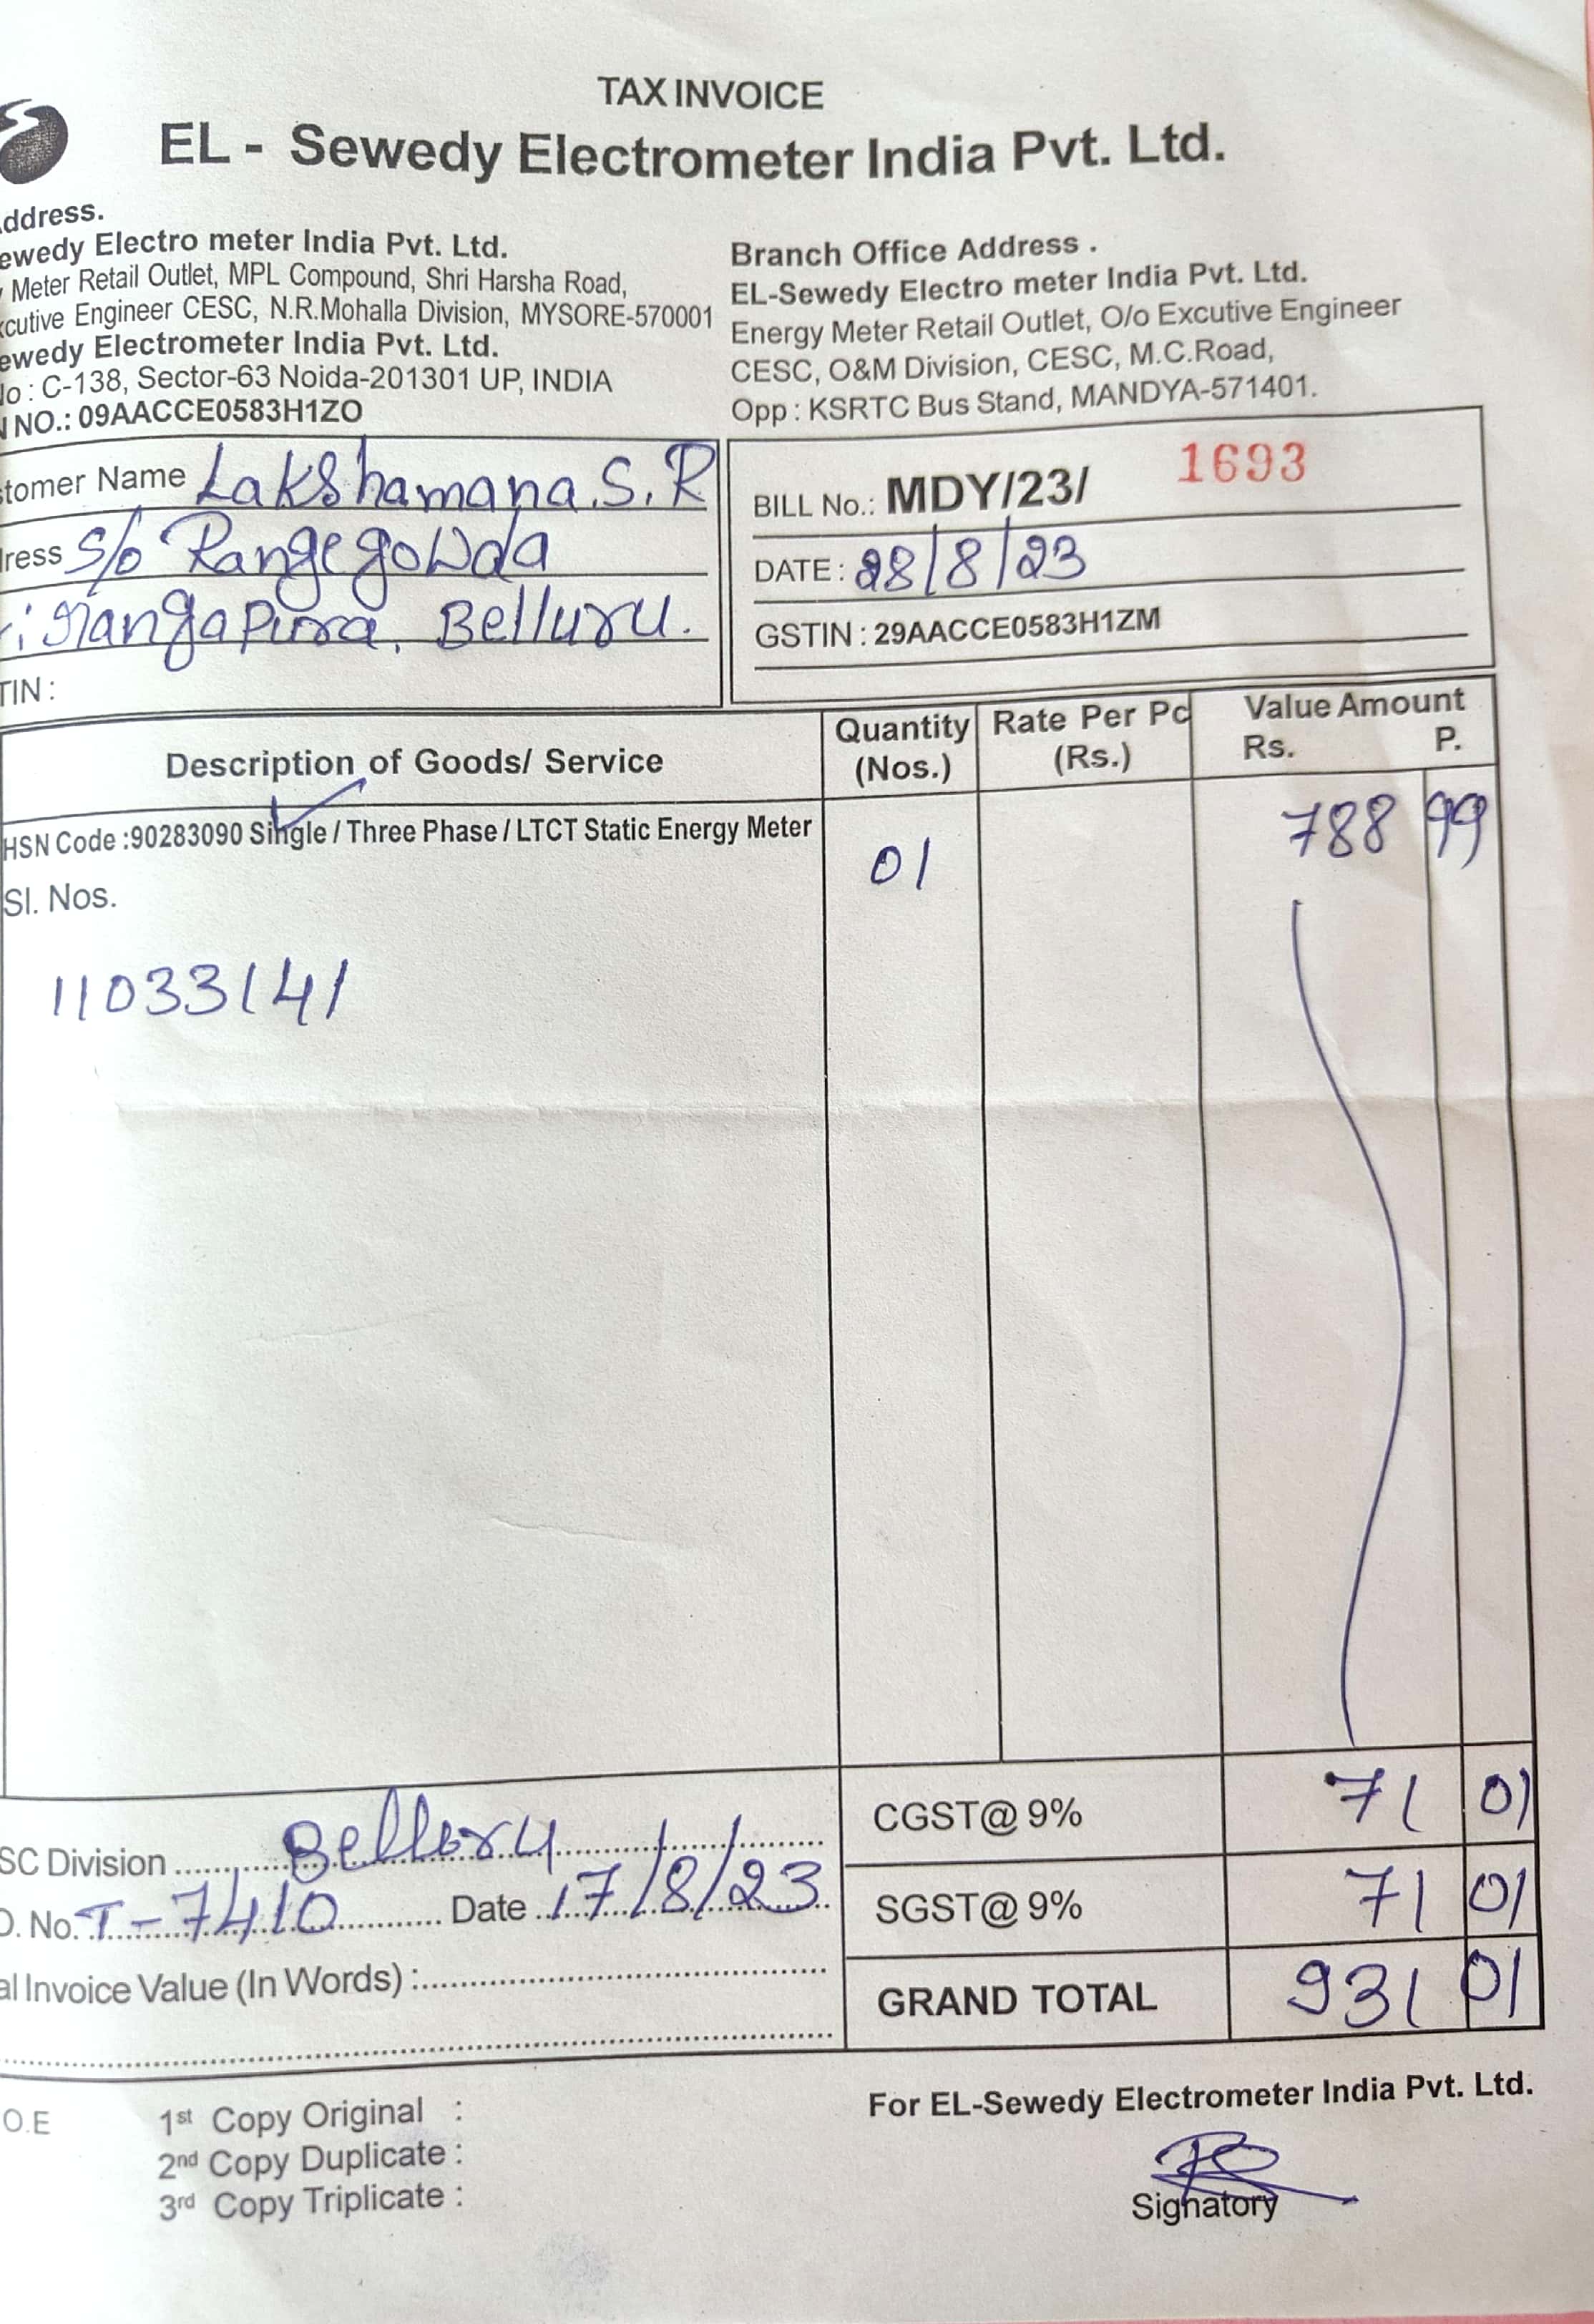 TAX INVOICE
EL - Sewedy Electrometer India Pvt. Ltd.
ddress.
ewedy Electro meter India Pvt. Ltd.
Meter Retail Outlet, MPL Compound, Shri Harsha Road,
xcutive Engineer CESC, N.R.Mohalla Division, MYSORE-570001
ewedy Electrometer India Pvt. Ltd.
No : C-138, Sector-63 Noida-201301 UP, INDIA
NO.: 09AACCE0583H1ZO
Branch Office Address .
EL-Sewedy Electro meter India Pvt. Ltd.
Energy Meter Retail Outlet, O/o Excutive Engineer
CESC, O&M Division, CESC, M.C.Road,
Opp : KSRTC Bus Stand, MANDYA-571401.
tomer Name Lakshamana.S.R
ress S/o Rangegowda
irangapura, Belluru.
TIN :
BILL No.: MDY/23/ 1693
DATE : 28/8/23
GSTIN : 29AACCE0583H1ZM
Description of Goods/ Service
Quantity (Nos.)
Rate Per Pc (Rs.)
Value Amount
Rs. P.
HSN Code :90283090 Single / Three Phase / LTCT Static Energy Meter 01 788 99
Sl. Nos.
11033141
SC Division Belluru
CGST@ 9% 71 01
O. No. T-7410 Date 17/8/23
SGST@ 9% 71 01
al Invoice Value (In Words) :
GRAND TOTAL 931 01
O.E
1st Copy Original :
2nd Copy Duplicate :
3rd Copy Triplicate :
For EL-Sewedy Electrometer India Pvt. Ltd.
Signatory